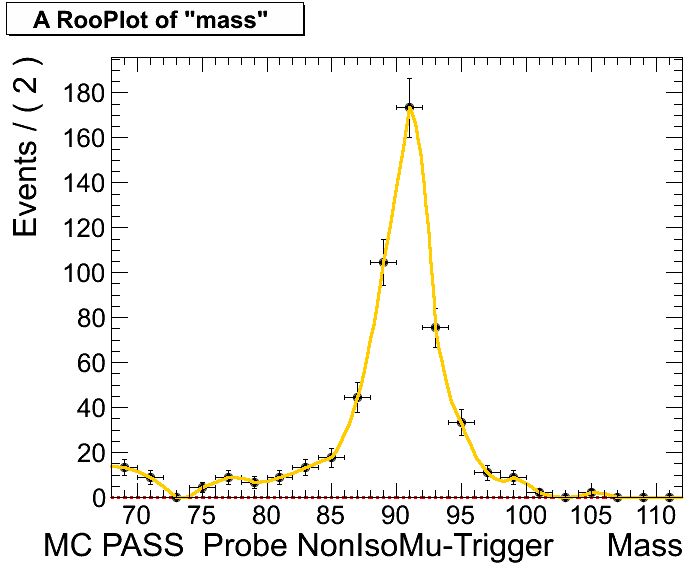 A RooPlot of "mass"
Events / ( 2 )
180
160
140
120
100
80
60
40
20
0
70 75 80 85 90 95 100 105 110
MC PASS Probe NonIsoMu-Trigger Mass